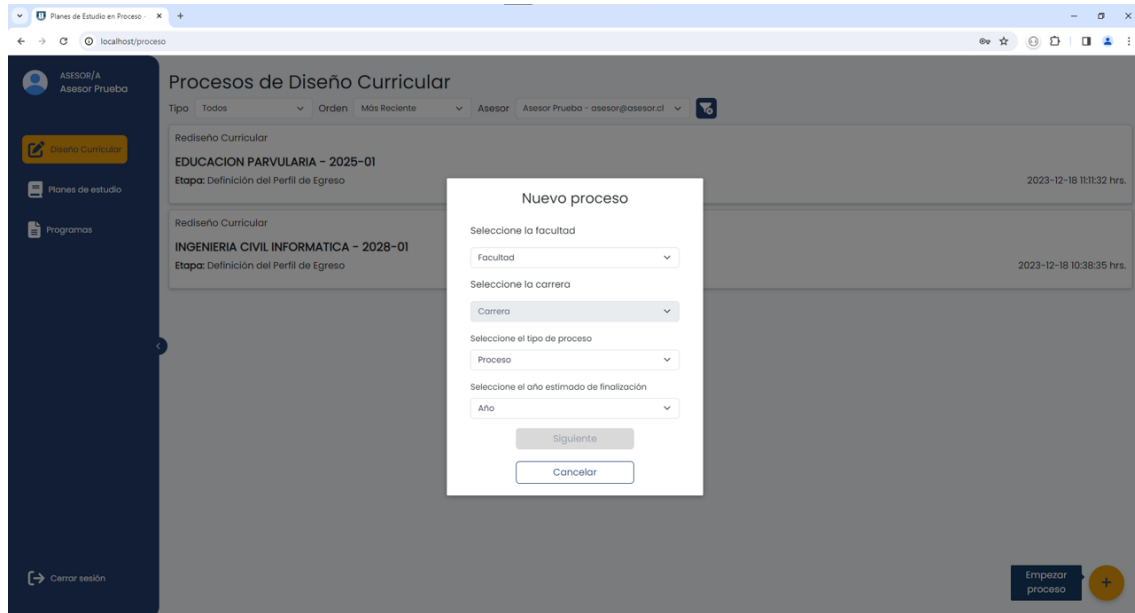 Planes de Estudio en Proceso -
localhost/proceso
ASESOR/A
Asesor Prueba
Diseño Curricular
Planes de estudio
Programas
Cerrar sesión
Procesos de Diseño Curricular
Tipo Todos Orden Más Reciente Asesor Asesor Prueba - asesor@asesor.cl
Rediseño Curricular
EDUCACION PARVULARIA - 2025-01
Etapa: Definición del Perfil de Egreso 2023-12-18 11:11:32 hrs.
Rediseño Curricular
INGENIERIA CIVIL INFORMATICA - 2028-01
Etapa: Definición del Perfil de Egreso 2023-12-18 10:38:35 hrs.
Nuevo proceso
Seleccione la facultad
Facultad
Seleccione la carrera
Carrera
Seleccione el tipo de proceso
Proceso
Seleccione el año estimado de finalización
Año
Siguiente
Cancelar
Empezar
proceso